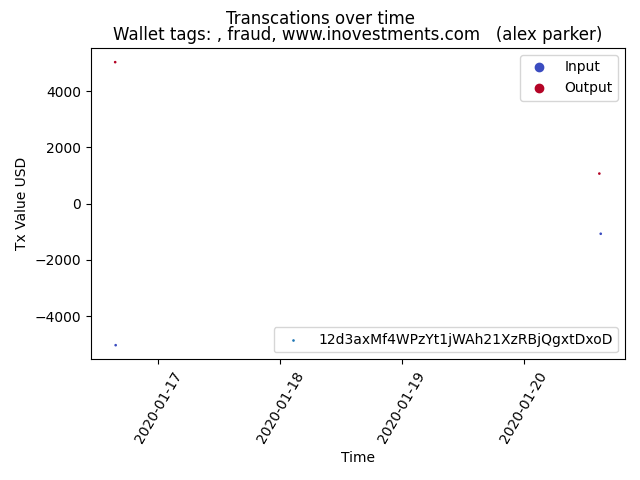 Transcations over time
Wallet tags: , fraud, www.inovestments.com   (alex parker)
Input
Output
Tx Value USD
4000
2000
0
−2000
−4000
12d3axMf4WPzYt1jWAh21XzRBjQgxtDxoD
2020-01-17
2020-01-18
2020-01-19
2020-01-20
Time